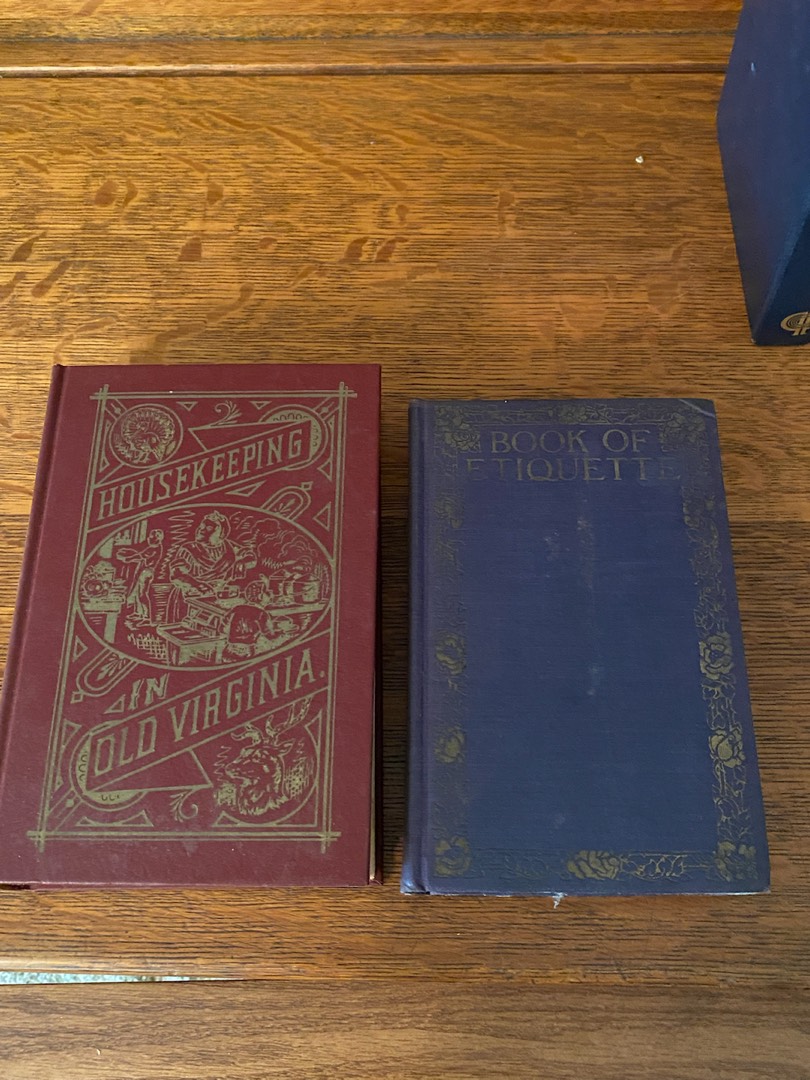 HOUSEKEEPING
IN
OLD VIRGINIA.
BOOK OF
ETIQUETTE